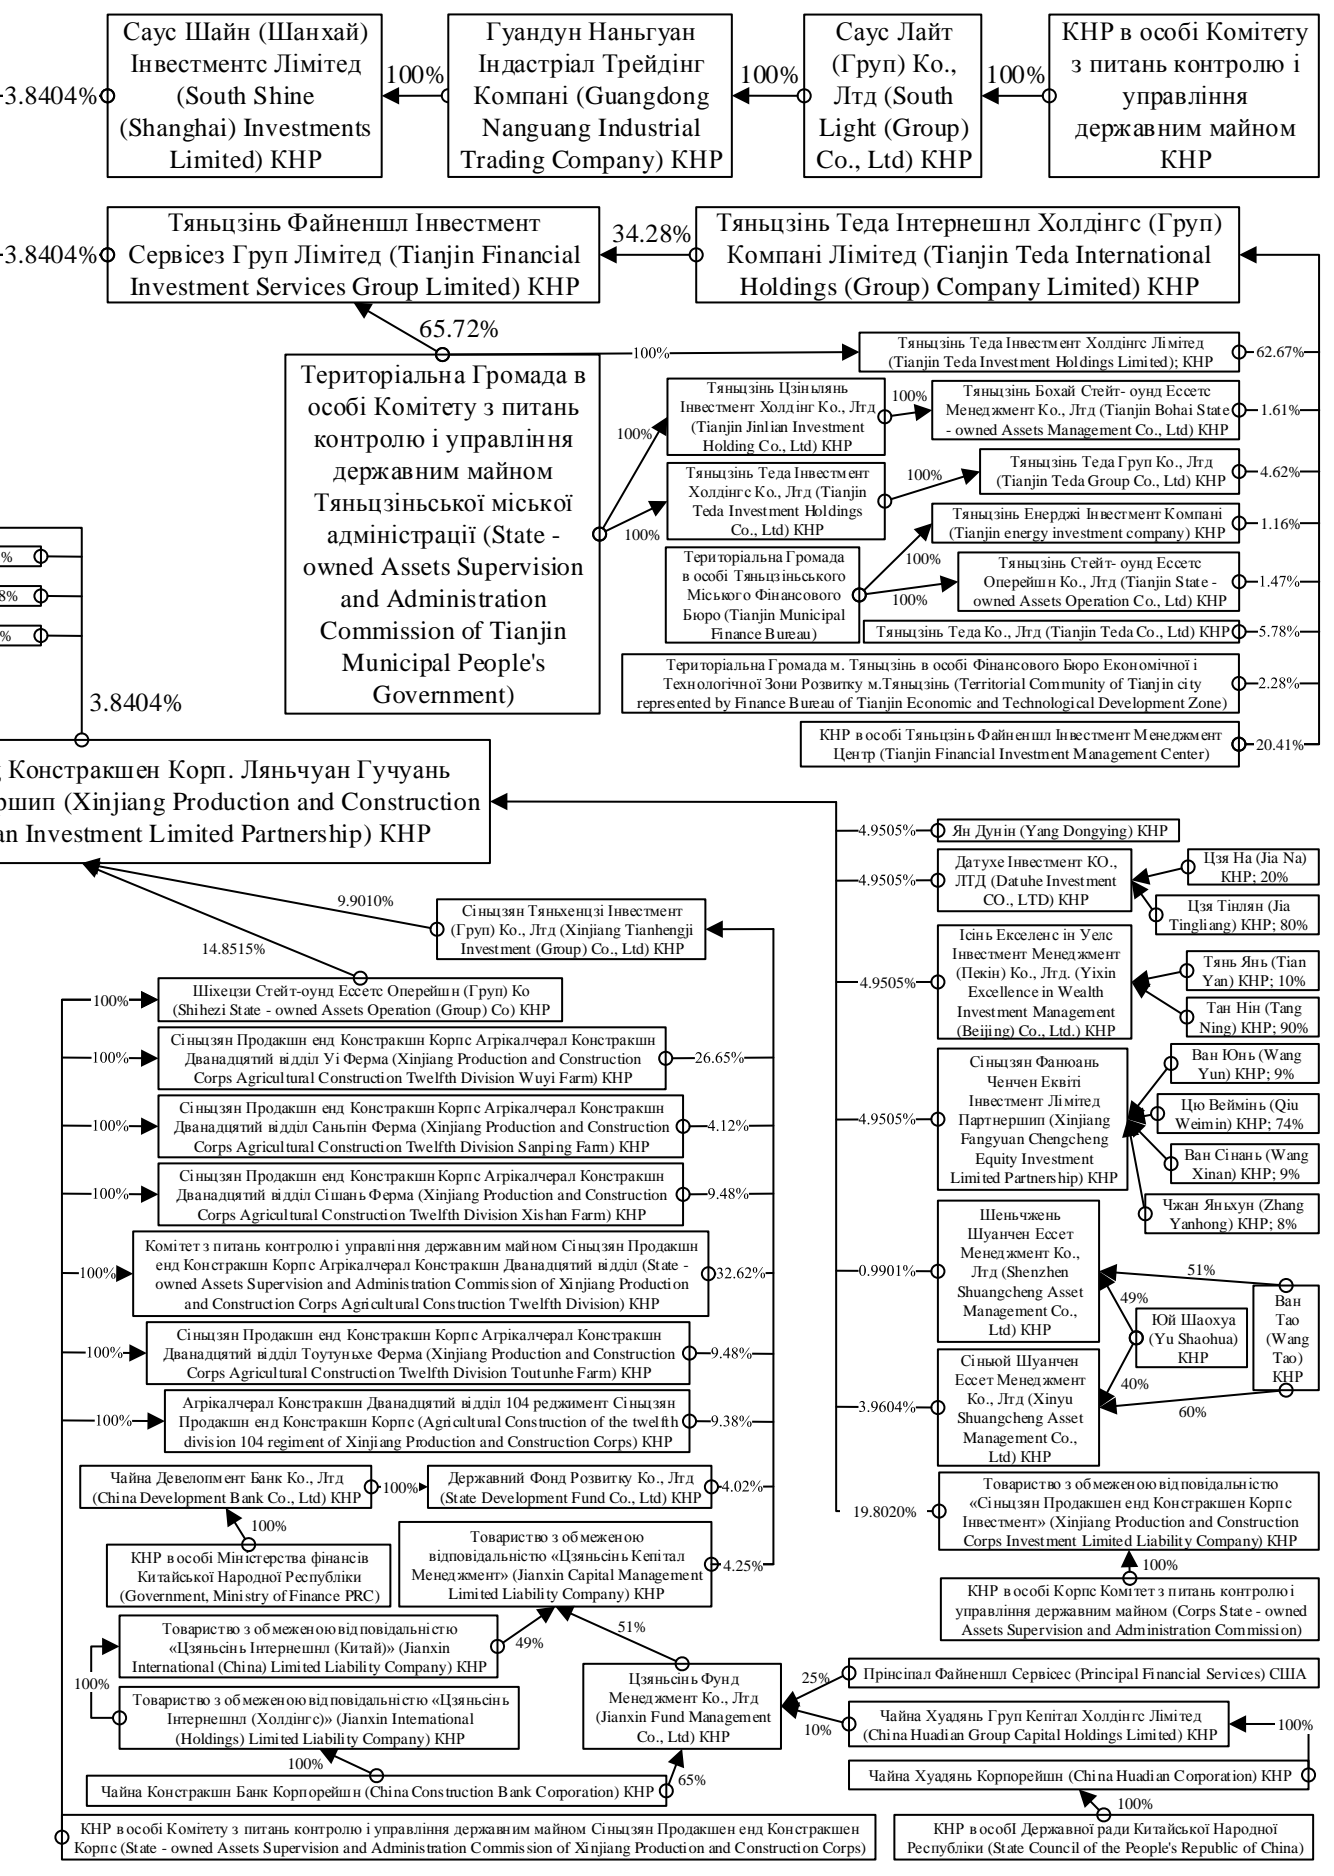 Саус Шайн (Шанхай)
Інвестментс Лімітед
(South Shine
(Shanghai) Investments
Limited) КНР
Гуандун Наньгуан
Індастріал Трейдінг
Компані (Guangdong
Nanguang Industrial
Trading Company) КНР
Саус Лайт
(Груп) Ко.,
Лтд (South
Light (Group)
Co., Ltd) КНР
КНР в особі Комітету
з питань контролю і
управління
державним майном
КНР
3.8404%
100%
100%
100%
Тяньцзінь Файненшл Інвестмент
Сервісез Груп Лімітед (Tianjin Financial
Investment Services Group Limited) КНР
3.8404%
34.28%
Тяньцзінь Теда Інтернешнл Холдінгс (Груп)
Компані Лімітед (Tianjin Teda International
Holdings (Group) Company Limited) КНР
65.72%
Територіальна Громада в
особі Комітету з питань
контролю і управління
державним майном
Тяньцзіньської міської
адміністрації (State -
owned Assets Supervision
and Administration
Commission of Tianjin
Municipal People's
Government)
100%
Тяньцзінь Теда Інвестмент Холдінгс Лімітед
(Tianjin Teda Investment Holdings Limited); КНР
62.67%
100%
Тяньцзінь Цзіньлянь
Інвестмент Холдінг Ко., Лтд
(Tianjin Jinlian Investment
Holding Co., Ltd) КНР
100%
Тяньцзінь Бохай Стейт- оунд Ессетс
Менеджмент Ко., Лтд (Tianjin Bohai State
- owned Assets Management Co., Ltd) КНР
1.61%
100%
Тяньцзінь Теда Інвестмент
Холдінгс Ко., Лтд (Tianjin
Teda Investment Holdings
Co., Ltd) КНР
100%
Тяньцзінь Теда Груп Ко., Лтд
(Tianjin Teda Group Co., Ltd) КНР
4.62%
Територіальна Громада
в особі Тяньцзіньського
Міського Фінансового
Бюро (Tianjin Municipal
Finance Bureau)
100%
Тяньцзінь Енерджі Інвестмент Компані
(Tianjin energy investment company) КНР
1.16%
100%
Тяньцзінь Стейт- оунд Ессетс
Оперейшн Ко., Лтд (Tianjin State -
owned Assets Operation Co., Ltd) КНР
1.47%
Тяньцзінь Теда Ко., Лтд (Tianjin Teda Co., Ltd) КНР
5.78%
Територіальна Громада м. Тяньцзінь в особі Фінансового Бюро Економічної і
Технологічної Зони Розвитку м.Тяньцзінь (Territorial Community of Tianjin city
represented by Finance Bureau of Tianjin Economic and Technological Development Zone)
2.28%
КНР в особі Тяньцзінь Файненшл Інвестмент Менеджмент
Центр (Tianjin Financial Investment Management Center)
20.41%
%
8%
%
3.8404%
Констракшен Корп. Ляньчуан Гучуань
ршип (Xinjiang Production and Construction
an Investment Limited Partnership) КНР
9.9010%
Сіньцзян Тяньхенцзі Інвестмент
(Груп) Ко., Лтд (Xinjiang Tianhengji
Investment (Group) Co., Ltd) КНР
14.8515%
100%
Шіхецзи Стейт-оунд Ессетс Оперейшн (Груп) Ко
(Shihezi State - owned Assets Operation (Group) Co) КНР
100%
Сіньцзян Продакшн енд Констракшн Корпс Агрікалчерал Констракшн
Дванадцятий відділ Уі Ферма (Xinjiang Production and Construction
Corps Agricultural Construction Twelfth Division Wuyi Farm) КНР
26.65%
100%
Сіньцзян Продакшн енд Констракшн Корпс Агрікалчерал Констракшн
Дванадцятий відділ Саньпін Ферма (Xinjiang Production and Construction
Corps Agricultural Construction Twelfth Division Sanping Farm) КНР
4.12%
100%
Сіньцзян Продакшн енд Констракшн Корпс Агрікалчерал Констракшн
Дванадцятий відділ Сішань Ферма (Xinjiang Production and Construction
Corps Agricultural Construction Twelfth Division Xishan Farm) КНР
9.48%
100%
Комітет з питань контролю і управління державним майном Сіньцзян Продакшн
енд Констракшн Корпс Агрікалчерал Констракшн Дванадцятий відділ (State -
owned Assets Supervision and Administration Commission of Xinjiang Production
and Construction Corps Agricultural Construction Twelfth Division) КНР
32.62%
100%
Сіньцзян Продакшн енд Констракшн Корпс Агрікалчерал Констракшн
Дванадцятий відділ Тоутуньхе Ферма (Xinjiang Production and Construction
Corps Agricultural Construction Twelfth Division Toutunhe Farm) КНР
9.48%
100%
Агрікалчерал Констракшн Дванадцятий відділ 104 реджимент Сіньцзян
Продакшн енд Констракшн Корпс (Agricultural Construction of the twelfth
division 104 regiment of Xinjiang Production and Construction Corps) КНР
9.38%
Чайна Девелопмент Банк Ко., Лтд
(China Development Bank Co., Ltd) КНР
100%
Державний Фонд Розвитку Ко., Лтд
(State Development Fund Co., Ltd) КНР
4.02%
100%
КНР в особі Міністерства фінансів
Китайської Народної Республіки
(Government, Ministry of Finance PRC)
Товариство з обмеженою
відповідальністю «Цзяньсінь Кепітал
Менеджмент» (Jianxin Capital Management
Limited Liability Company) КНР
4.25%
Товариство з обмеженою відповідальністю
«Цзяньсінь Інтернешнл (Китай)» (Jianxin
International (China) Limited Liability Company) КНР
49%
51%
100%
Товариство з обмеженою відповідальністю «Цзяньсінь
Інтернешнл (Холдінгс)» (Jianxin International
(Holdings) Limited Liability Company) КНР
100%
Чайна Констракшн Банк Корпорейшн (China Construction Bank Corporation) КНР
65%
Цзяньсінь Фунд
Менеджмент Ко., Лтд
(Jianxin Fund Management
Co., Ltd) КНР
25%
Прінсіпал Файненшл Сервісес (Principal Financial Services) США
10%
Чайна Хуадянь Груп Кепітал Холдінгс Лімітед
(China Huadian Group Capital Holdings Limited) КНР
100%
Чайна Хуадянь Корпорейшн (China Huadian Corporation) КНР
100%
КНР в особі Комітету з питань контролю і управління державним майном Сіньцзян Продакшен енд Констракшен
Корпс (State - owned Assets Supervision and Administration Commission of Xinjiang Production and Construction Corps)
КНР в особІ Державної ради Китайської Народної
Республіки (State Council of the People's Republic of China)
4.9505%
Ян Дунін (Yang Dongying) КНР
4.9505%
Датухе Інвестмент КО.,
ЛТД (Datuhe Investment
CO., LTD) КНР
Цзя На (Jia Na)
КНР; 20%
Цзя Тінлян (Jia
Tingliang) КНР; 80%
4.9505%
Ісінь Екселенс ін Уелс
Інвестмент Менеджмент
(Пекін) Ко., Лтд. (Yixin
Excellence in Wealth
Investment Management
(Beijing) Co., Ltd.) КНР
Тянь Янь (Tian
Yan) КНР; 10%
Тан Нін (Tang
Ning) КНР; 90%
4.9505%
Сіньцзян Фанюань
Ченчен Еквіті
Інвестмент Лімітед
Партнершип (Xinjiang
Fangyuan Chengcheng
Equity Investment
Limited Partnership) КНР
Ван Юнь (Wang
Yun) КНР; 9%
Цю Веймінь (Qiu
Weimin) КНР; 74%
Ван Сінань (Wang
Xinan) КНР; 9%
Чжан Яньхун (Zhang
Yanhong) КНР; 8%
0.9901%
Шеньчжень
Шуанчен Ессет
Менеджмент Ко.,
Лтд (Shenzhen
Shuangcheng Asset
Management Co.,
Ltd) КНР
51%
49%
Юй Шаохуа
(Yu Shaohua)
КНР
Ван
Тао
(Wang
Tao)
КНР
40%
60%
3.9604%
Сіньюй Шуанчен
Ессет Менеджмент
Ко., Лтд (Xinyu
Shuangcheng Asset
Management Co.,
Ltd) КНР
19.8020%
Товариство з обмеженою відповідальністю
«Сіньцзян Продакшен енд Констракшен Корпс
Інвестмент» (Xinjiang Production and Construction
Corps Investment Limited Liability Company) КНР
100%
КНР в особі Корпс Комітет з питань контролю і
управління державним майном (Corps State - owned
Assets Supervision and Administration Commission)